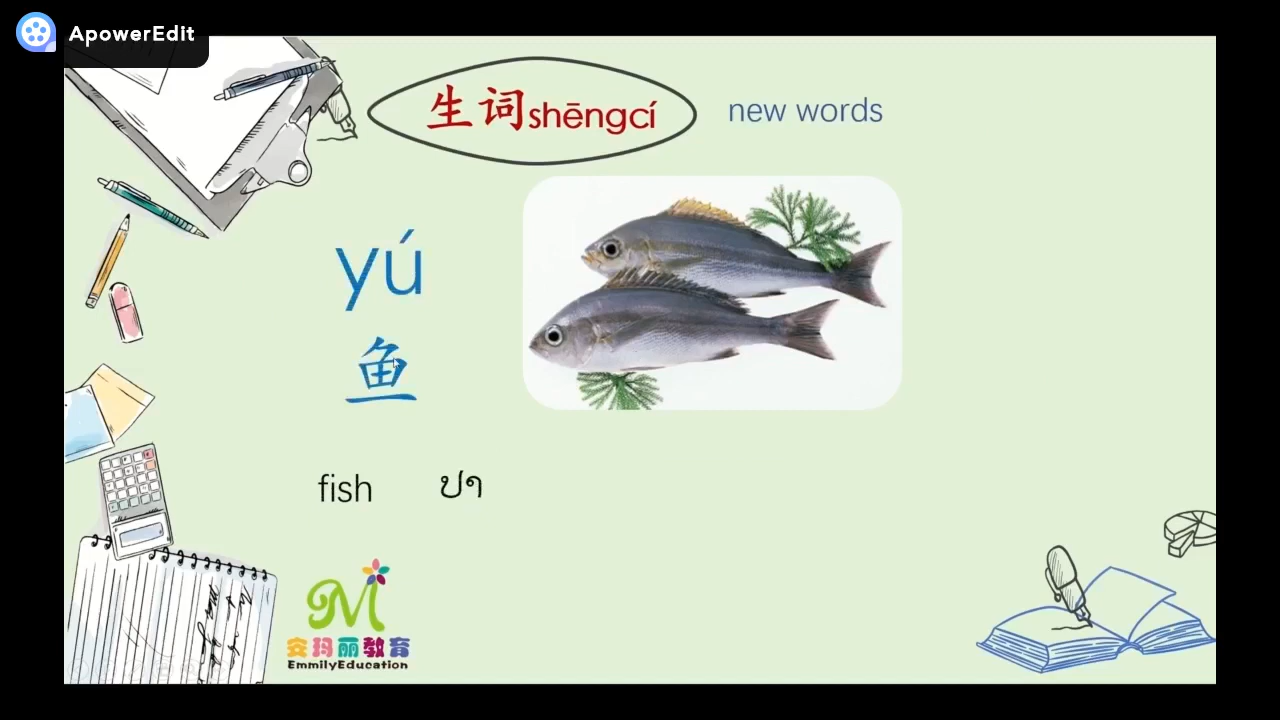 ApowerEdit
生词shēngcí new words
yú
鱼
fish ປາ
M
安玛丽教育
EmmilyEducation